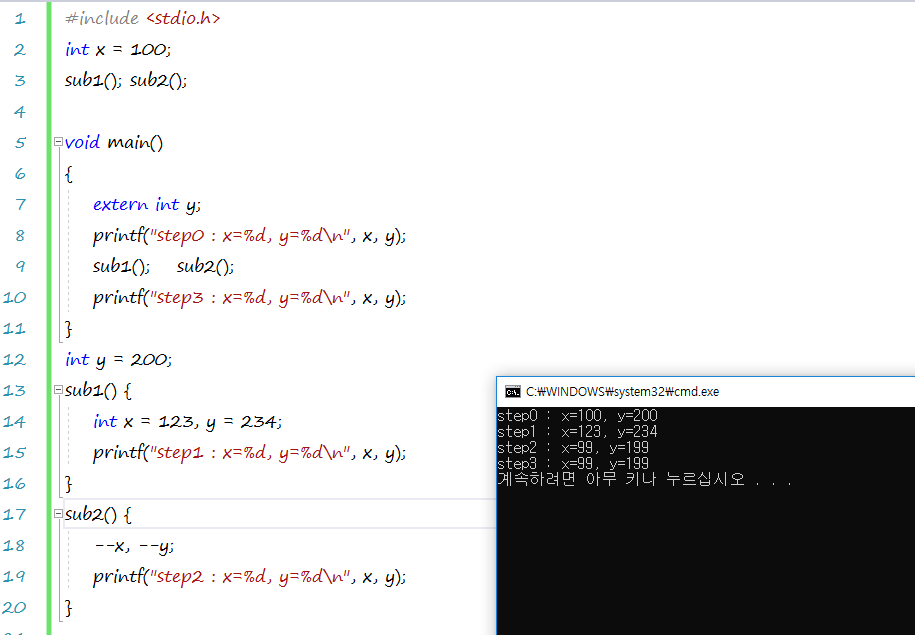 1 #include <stdio.h>
2 int x = 100;
3 sub1(); sub2();
4
5 void main()
6 {
7 extern int y;
8 printf("step0 : x=%d, y=%d\n", x, y);
9 sub1(); sub2();
10 printf("step3 : x=%d, y=%d\n", x, y);
11 }
12 int y = 200;
13 sub1() {
14 int x = 123, y = 234;
15 printf("step1 : x=%d, y=%d\n", x, y);
16 }
17 sub2() {
18 --x, --y;
19 printf("step2 : x=%d, y=%d\n", x, y);
20 }
C:₩WINDOWS₩system32₩cmd.exe
step0 : x=100, y=200
step1 : x=123, y=234
step2 : x=99, y=199
step3 : x=99, y=199
계속하려면 아무 키나 누르십시오 . . .